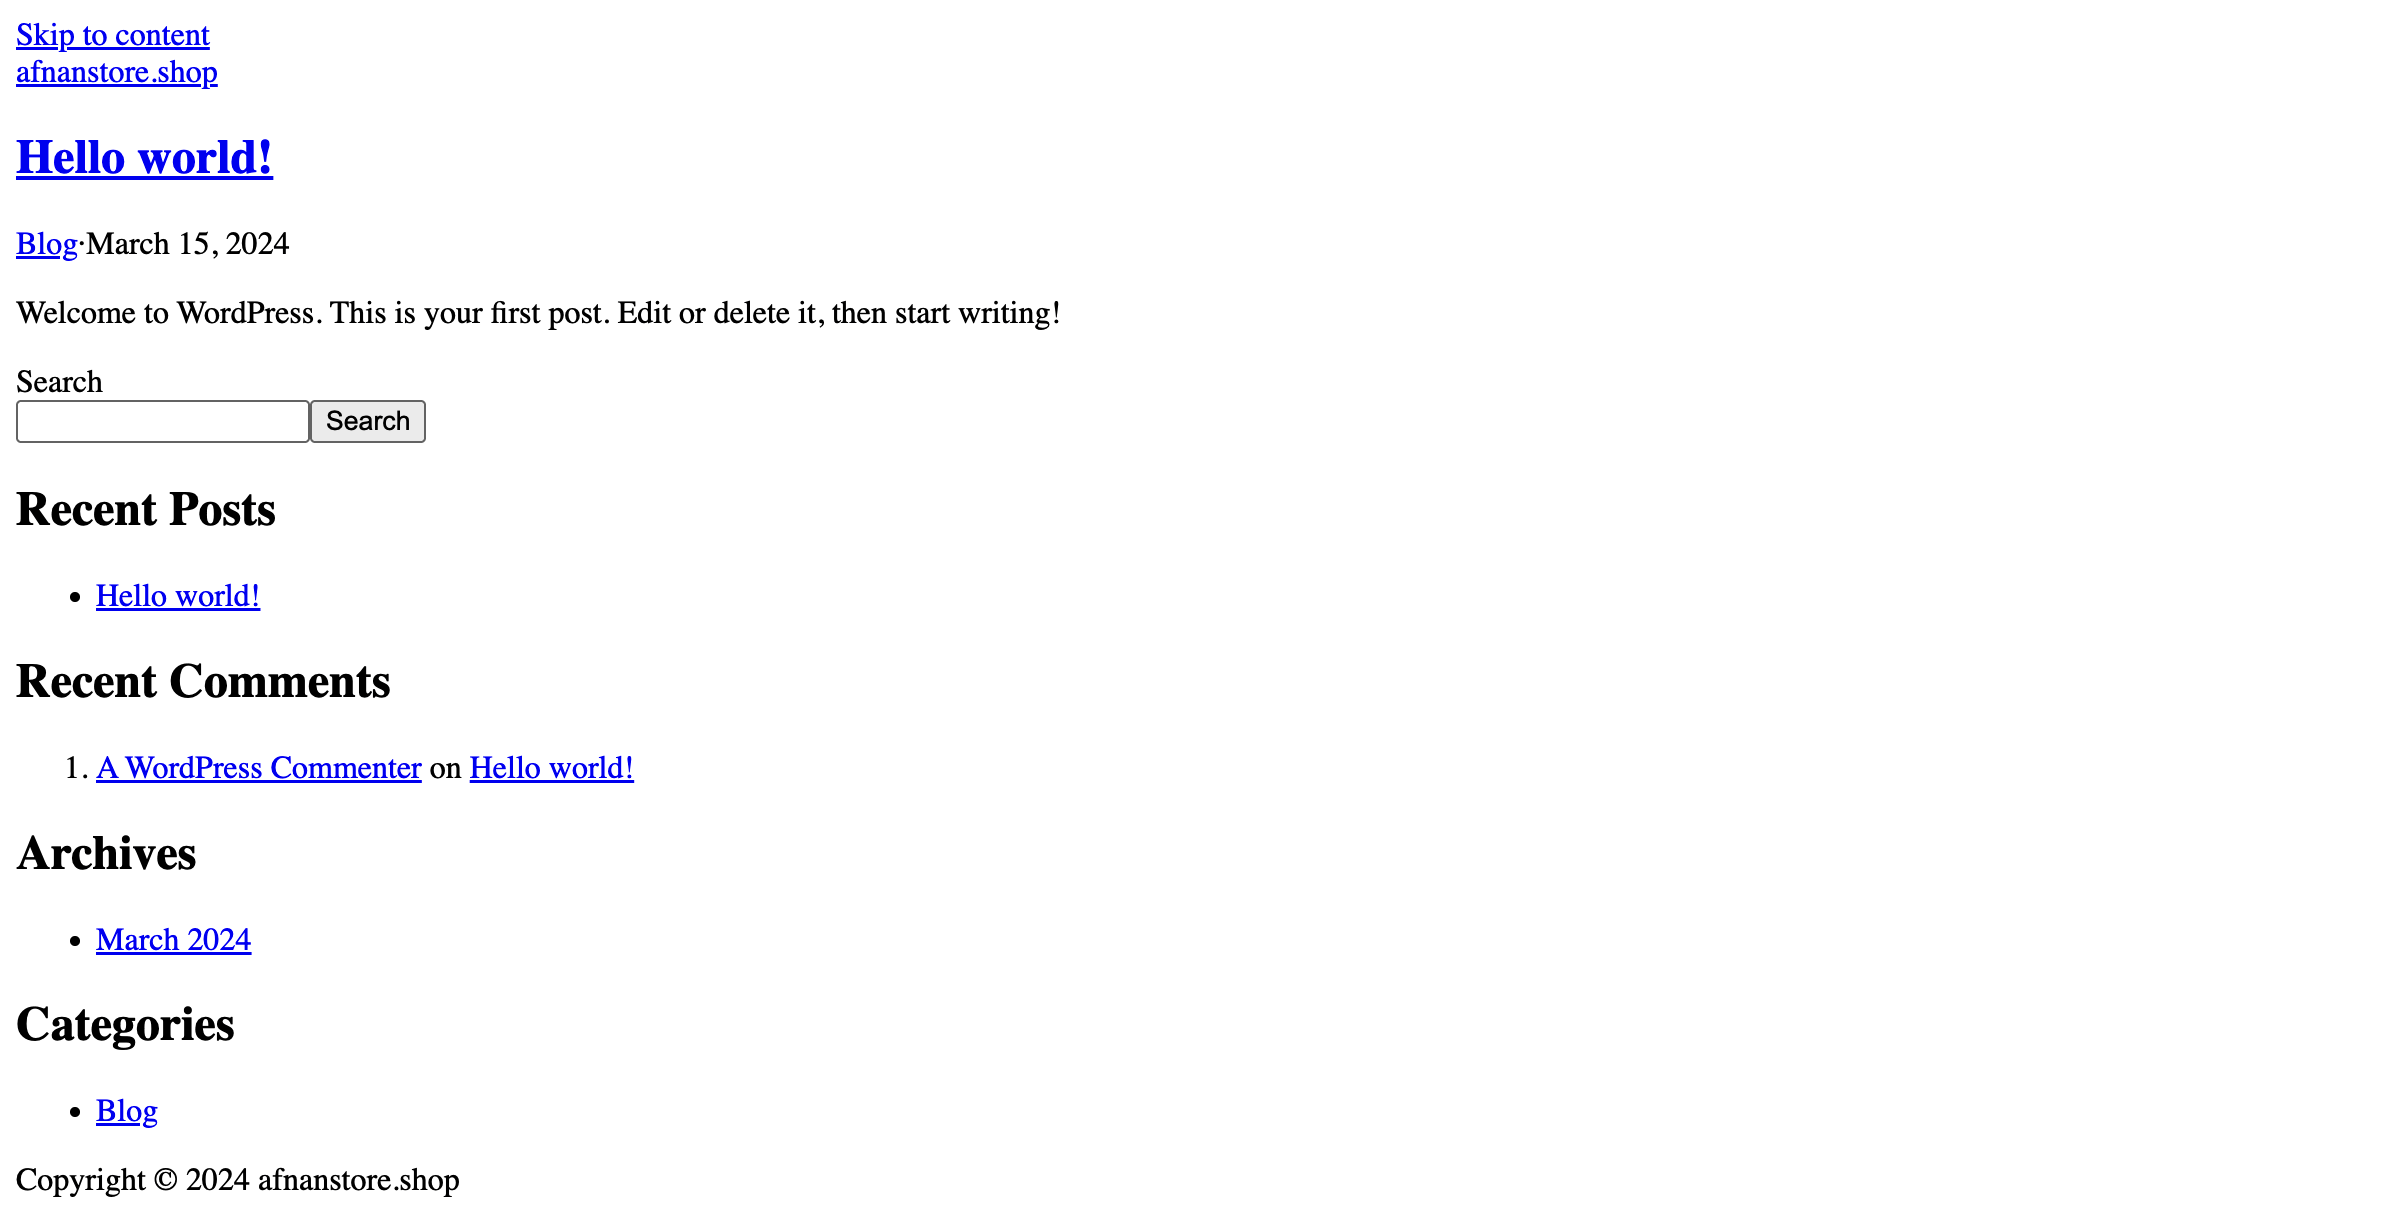 Skip to content
afnanstore.shop
Hello world!
Blog·March 15, 2024
Welcome to WordPress. This is your first post. Edit or delete it, then start writing!
Search
Search
Recent Posts
Hello world!
Recent Comments
1. A WordPress Commenter on Hello world!
Archives
March 2024
Categories
Blog
Copyright © 2024 afnanstore.shop